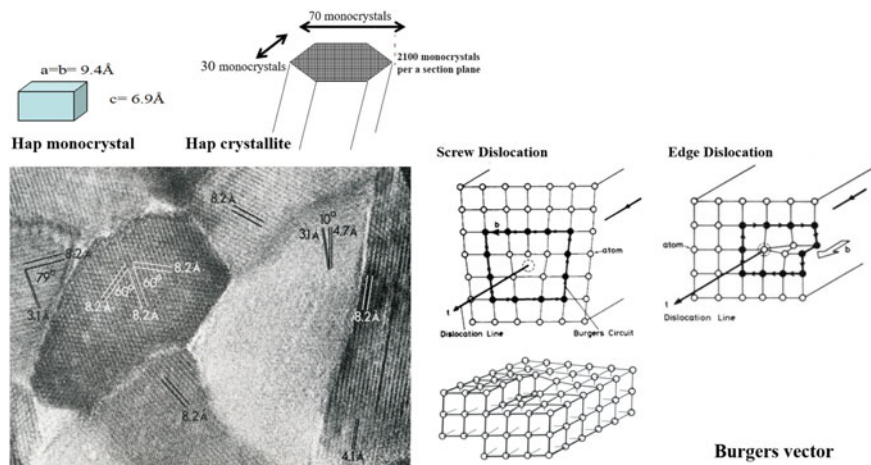 70 monocrystals
30 monocrystals
2100 monocrystals
per a section plane
a=b= 9.4Å
c= 6.9Å
Hap monocrystal
Hap crystallite
8.2Å
10°
3.1Å
4.7Å
8.2Å
79°
3.1Å
8.2Å
60°
60°
8.2Å
8.2Å
8.2Å
8.2Å
4.1Å
Screw Dislocation
b
atom
t
Dislocation Line
Burgers Circuit
Edge Dislocation
atom
b
t
Dislocation Line
Burgers vector